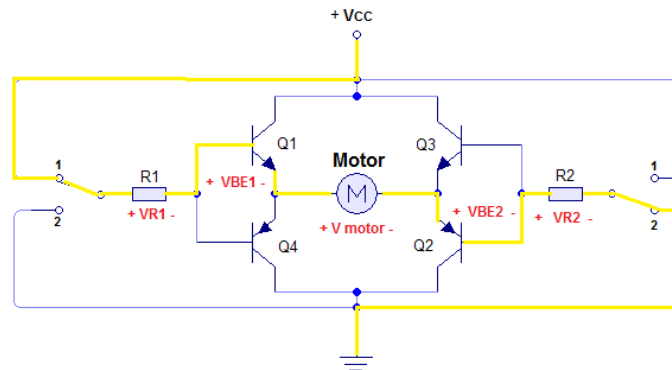 + Vcc
Q1
Q3
Motor
1
R1
R2
1
M
+ VBE1 -
VBE2 -
2
+ VR1 -
+ V motor -
+ VR2 -
2
Q4
Q2